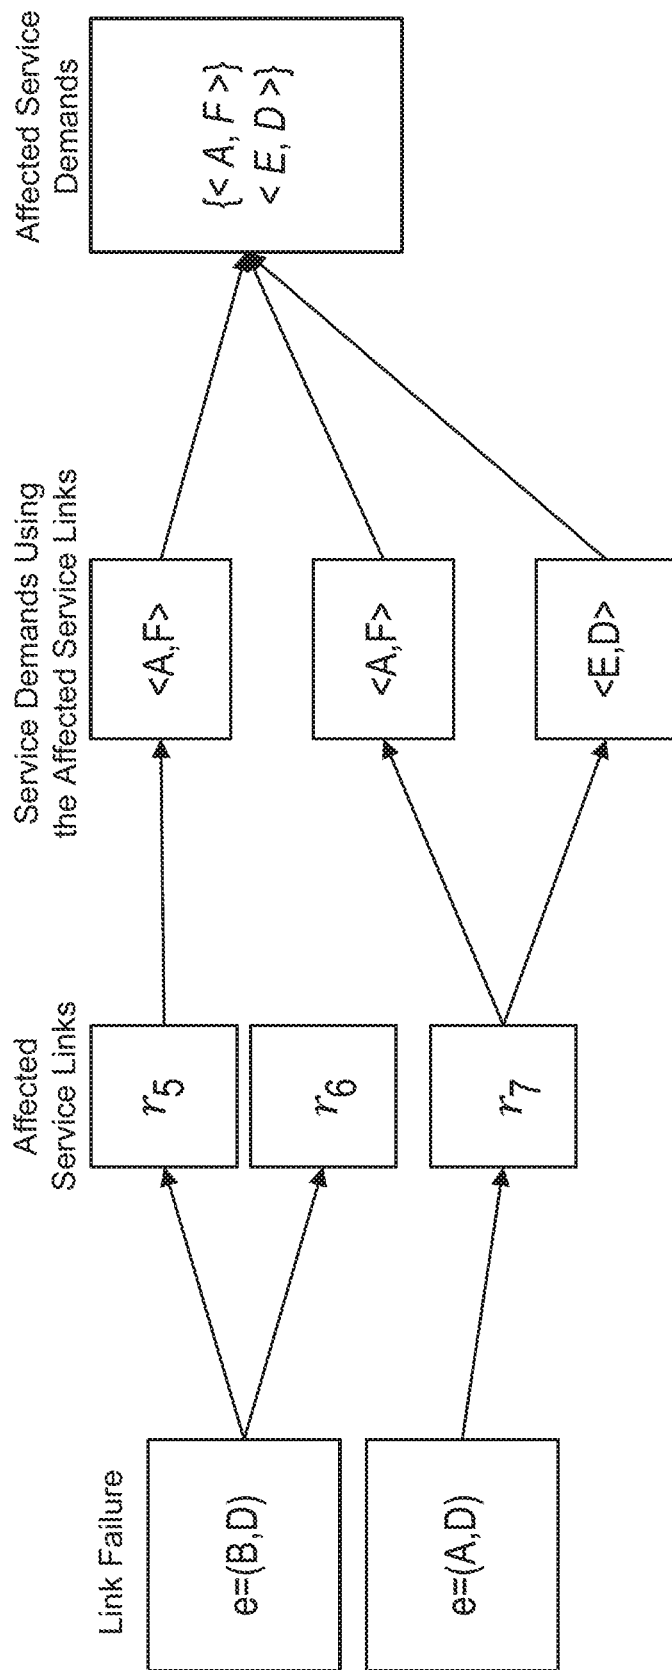 Link Failure
e=(B,D)
e=(A,D)
Affected
Service Links
r5
r6
r7
Service Demands Using
the Affected Service Links
<A,F>
<A,F>
<E,D>
Affected Service
Demands
{< A, F >}
< E, D >}